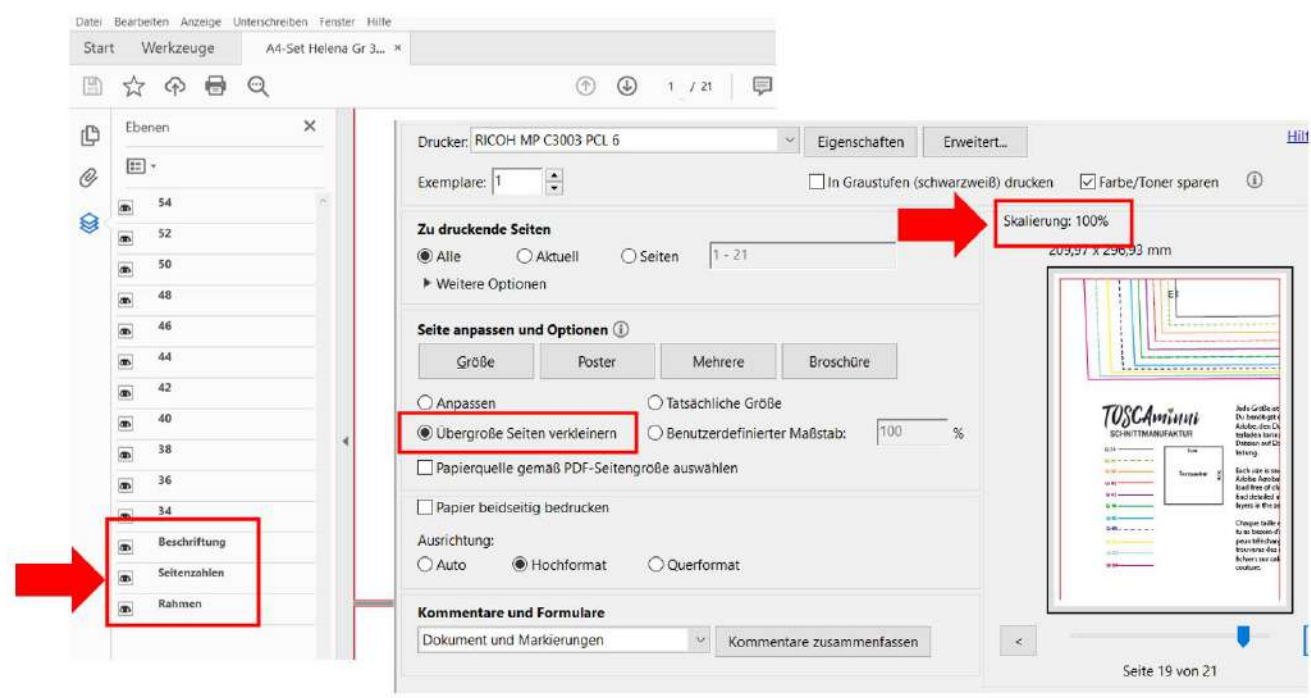 Datei Bearbeiten Anzeige Unterschreiben Fenster Hilfe
Start Werkzeuge A4-Set Helena Gr 3... ×
1 / 21
Ebenen
54
52
50
48
46
44
42
40
38
36
34
Beschriftung
Seitenzahlen
Rahmen
Drucker: RICOH MP C3003 PCL 6 Eigenschaften Erweitert...
Exemplare: 1 In Graustufen (schwarzweiß) drucken Farbe/Toner sparen
Zu druckende Seiten
Alle Aktuell Seiten 1 - 21
Weitere Optionen
Seite anpassen und Optionen
Größe Poster Mehrere Broschüre
Anpassen Tatsächliche Größe
Übergroße Seiten verkleinern Benutzerdefinierter Maßstab: 100 %
Papierquelle gemäß PDF-Seitengröße auswählen
Papier beidseitig bedrucken
Ausrichtung:
Auto Hochformat Querformat
Kommentare und Formulare
Dokument und Markierungen Kommentare zusammenfassen
Skalierung: 100%
209,97 x 296,93 mm
TOSCAminni
SCHNITTMANUFAKTUR
Testquadrat
<
Seite 19 von 21